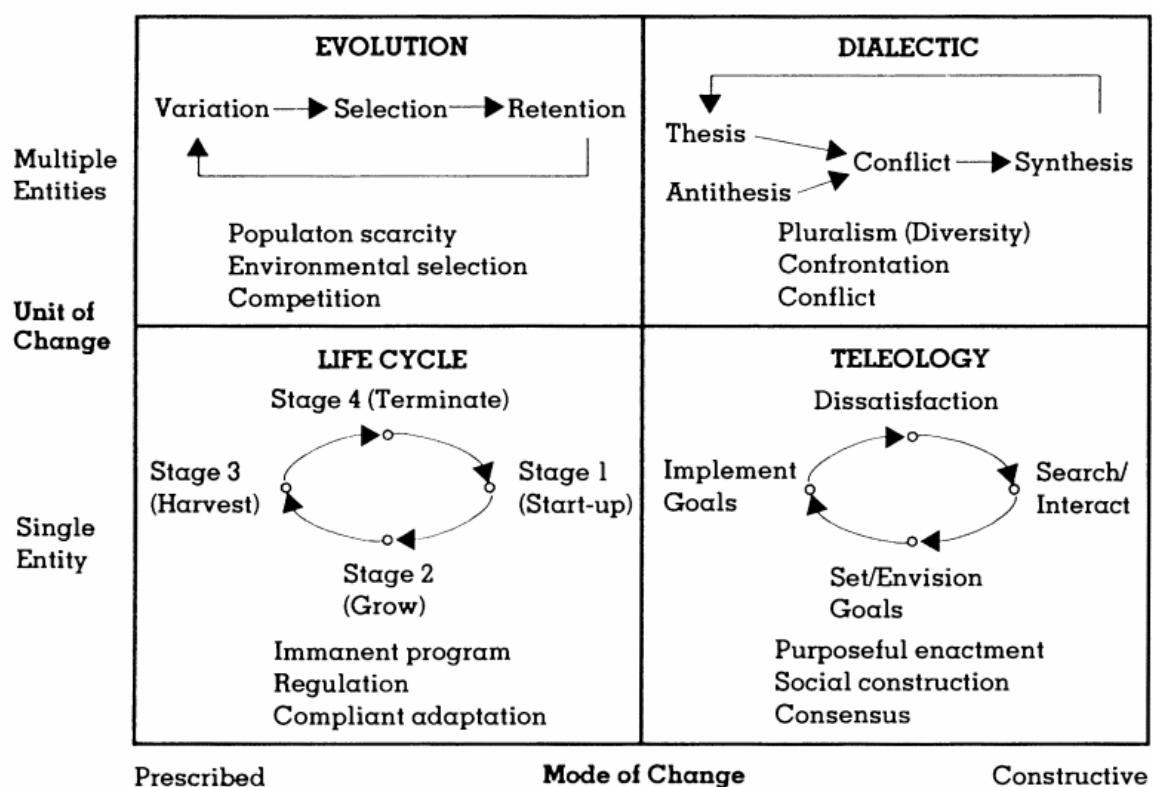 EVOLUTION
Variation Selection Retention
Populaton scarcity
Environmental selection
Competition
DIALECTIC
Thesis
Antithesis
Conflict Synthesis
Pluralism (Diversity)
Confrontation
Conflict
Multiple
Entities
Unit of
Change
Single
Entity
LIFE CYCLE
Stage 4 (Terminate)
Stage 3
(Harvest)
Stage 1
(Start-up)
Stage 2
(Grow)
Immanent program
Regulation
Compliant adaptation
TELEOLOGY
Dissatisfaction
Implement
Goals
Search/
Interact
Set/Envision
Goals
Purposeful enactment
Social construction
Consensus
Prescribed Mode of Change Constructive